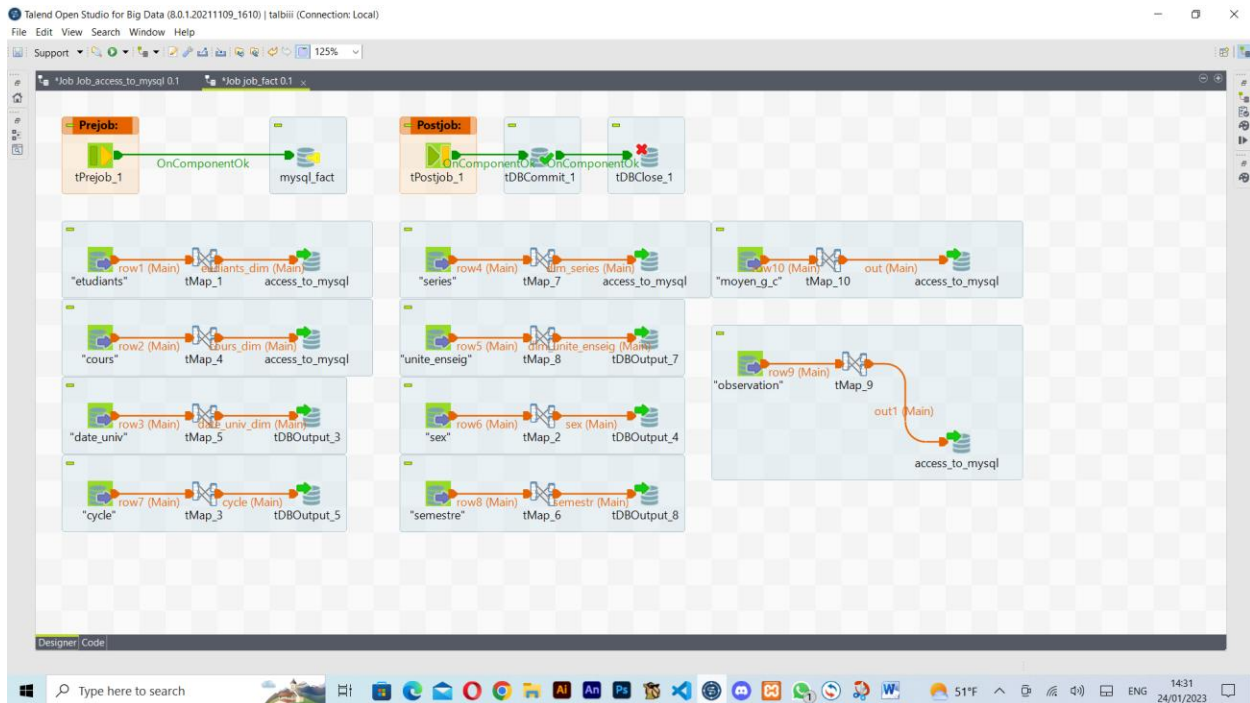 Talend Open Studio for Big Data (8.0.1.20211109_1610) | talbiii (Connection: Local)
File Edit View Search Window Help
Support 125%
*Job Job_access_to_mysql 0.1 *Job job_fact 0.1
Prejob: Postjob:
OnComponentOk OnComponentOk OnComponentOk
tPrejob_1 mysql_fact tPostjob_1 tDBCommit_1 tDBClose_1
row1 (Main) etudiants_dim (Main) row4 (Main) dim_series (Main) row10 (Main) out (Main)
"etudiants" tMap_1 access_to_mysql "series" tMap_7 access_to_mysql "moyen_g_c" tMap_10 access_to_mysql
row2 (Main) cours_dim (Main) row5 (Main) dim_unite_enseig (Main)
"cours" tMap_4 access_to_mysql "unite_enseig" tMap_8 tDBOutput_7
row9 (Main)
"observation" tMap_9
row3 (Main) date_univ_dim (Main) row6 (Main) sex (Main) out1 (Main)
"date_univ" tMap_5 tDBOutput_3 "sex" tMap_2 tDBOutput_4
access_to_mysql
row7 (Main) cycle (Main) row8 (Main) semestr (Main)
"cycle" tMap_3 tDBOutput_5 "semestre" tMap_6 tDBOutput_8
Designer Code
Type here to search 51°F ENG 14:31
24/01/2023